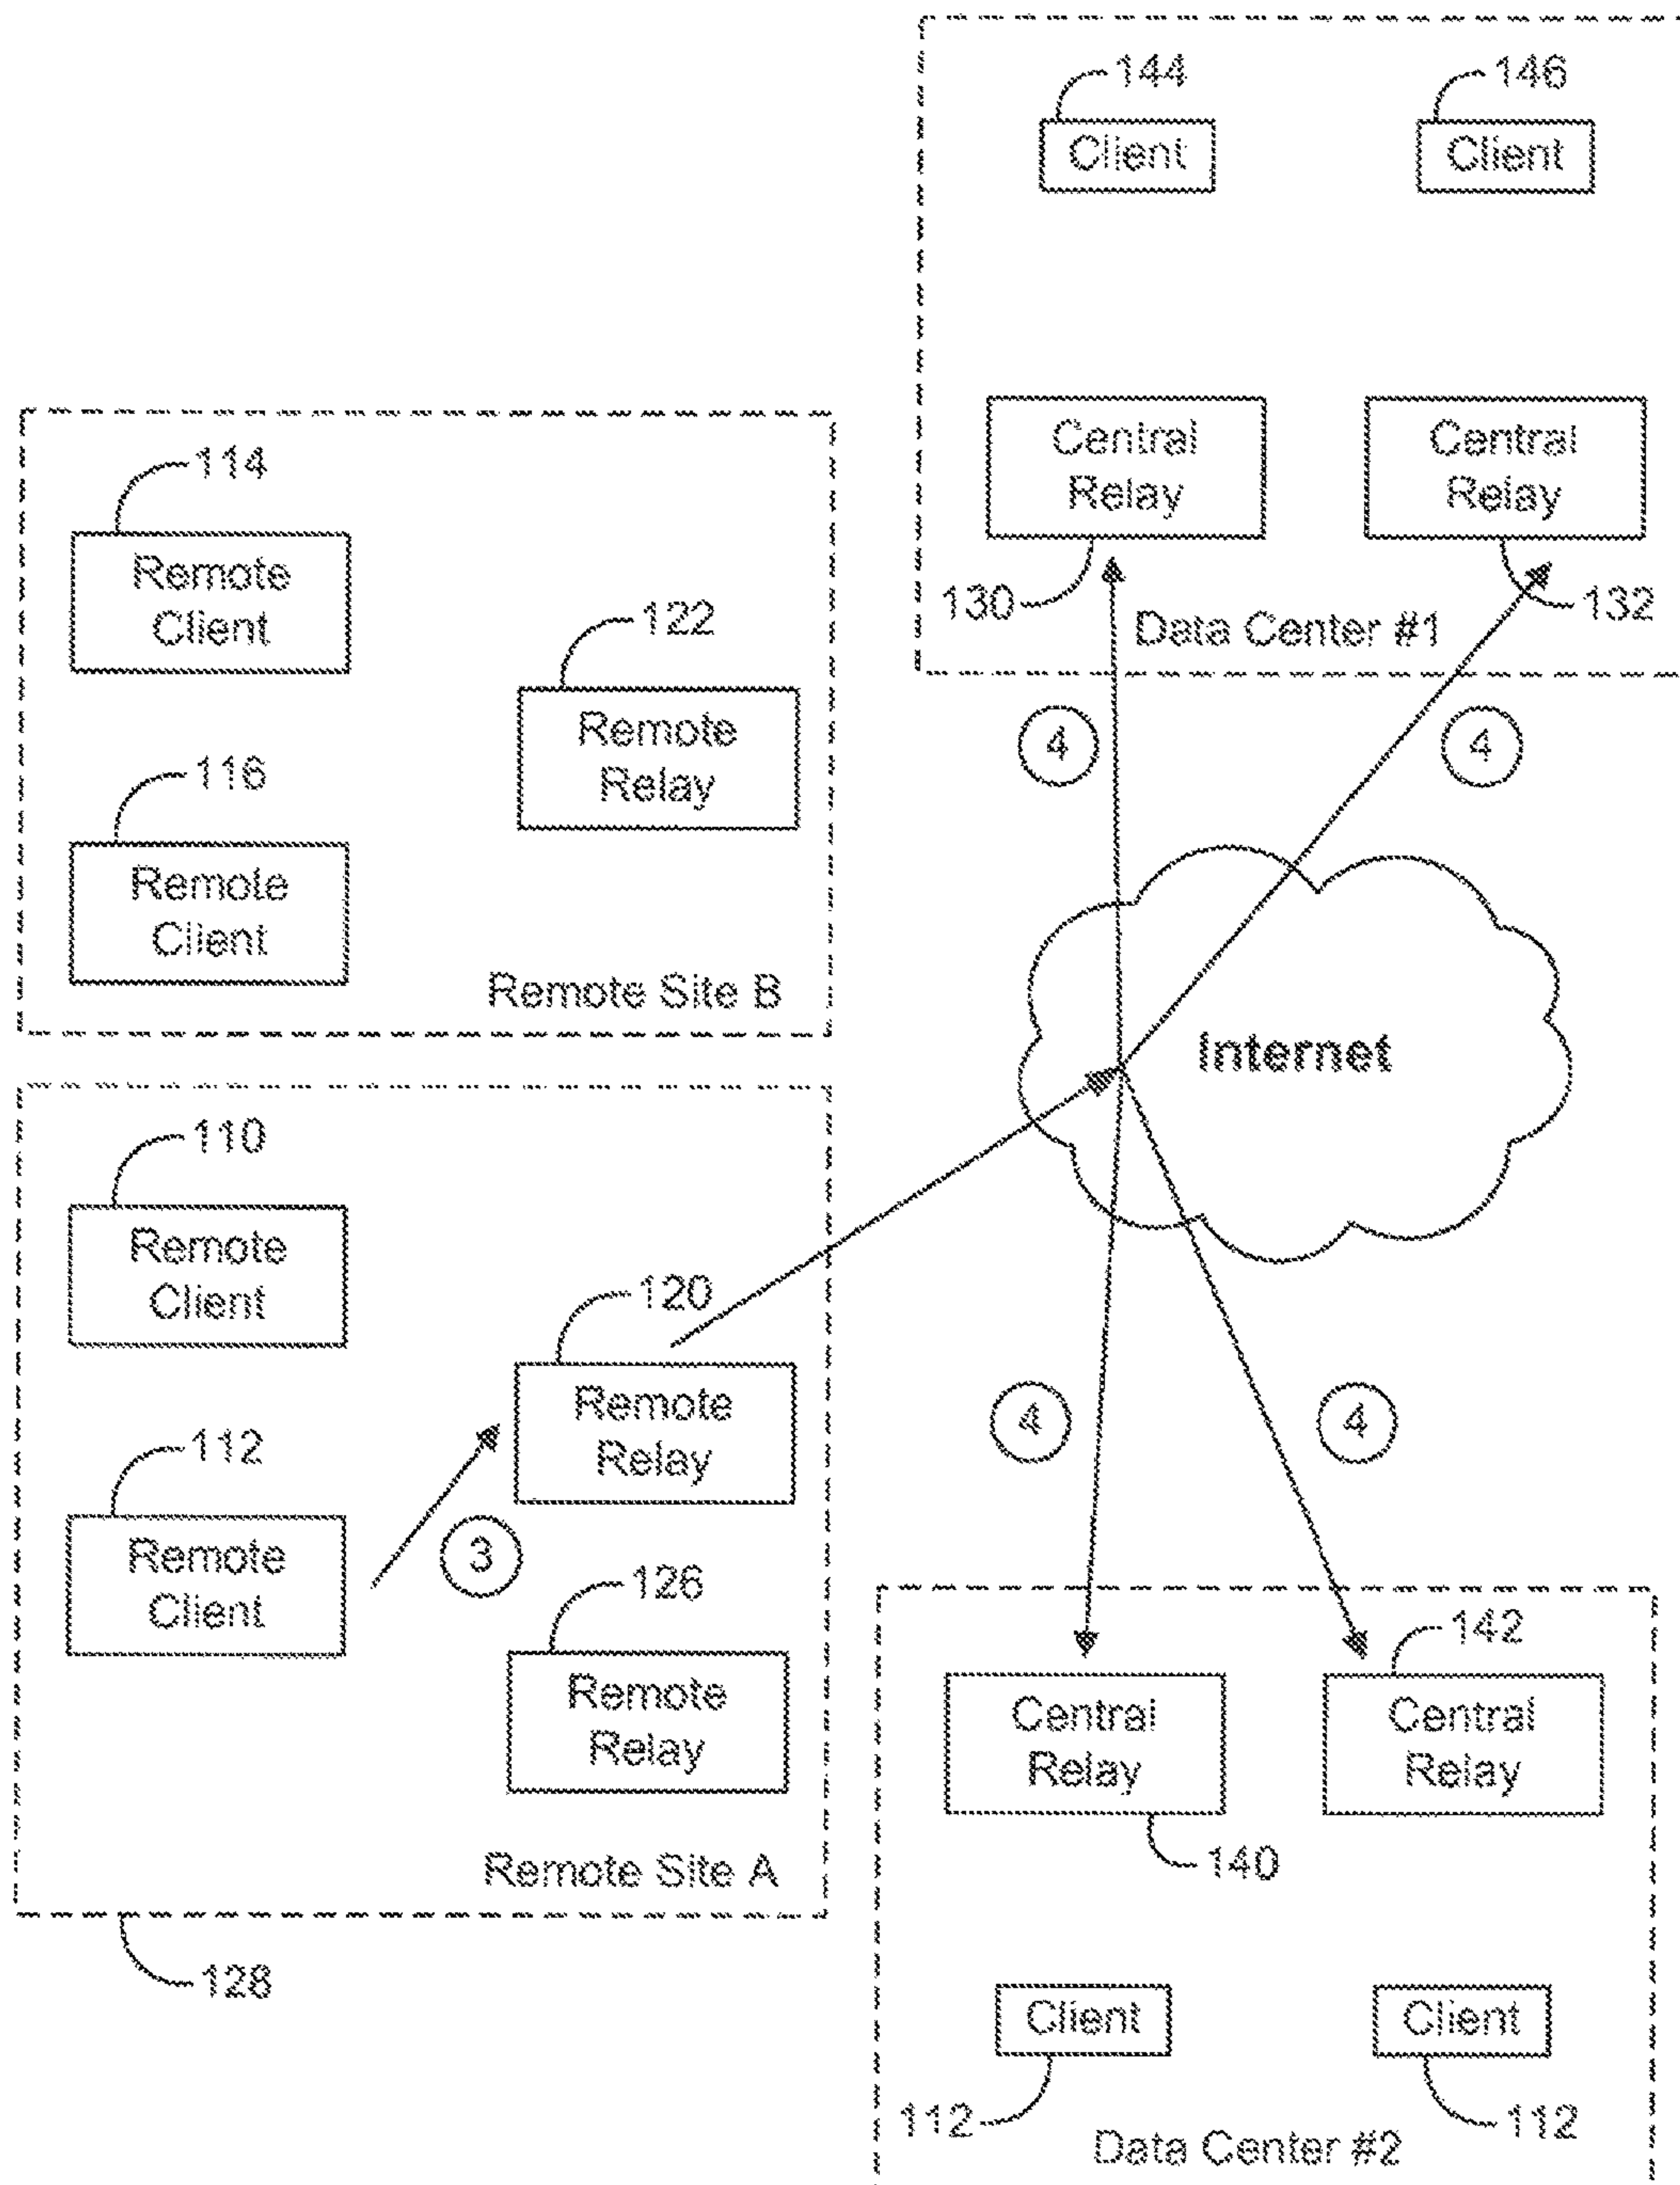 144
146
Client
Client
Central
Relay
Central
Relay
130
132
Data Center #1
114
Remote
Client
122
Remote
Relay
116
Remote
Client
Remote Site B
4
4
Internet
110
Remote
Client
120
Remote
Relay
112
Remote
Client
3
126
Remote
Relay
Remote Site A
128
4
4
142
Central
Relay
Central
Relay
140
Client
Client
112
112
Data Center #2